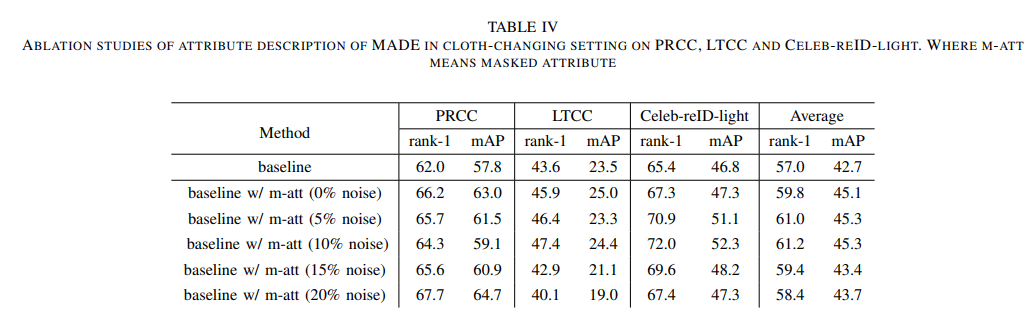 TABLE IV
ABLATION STUDIES OF ATTRIBUTE DESCRIPTION OF MADE IN CLOTH-CHANGING SETTING ON PRCC, LTCC AND CELEB-REID-LIGHT. WHERE M-ATT
MEANS MASKED ATTRIBUTE
Method PRCC LTCC Celeb-reID-light Average
rank-1 mAP rank-1 mAP rank-1 mAP rank-1 mAP
baseline 62.0 57.8 43.6 23.5 65.4 46.8 57.0 42.7
baseline w/ m-att (0% noise) 66.2 63.0 45.9 25.0 67.3 47.3 59.8 45.1
baseline w/ m-att (5% noise) 65.7 61.5 46.4 23.3 70.9 51.1 61.0 45.3
baseline w/ m-att (10% noise) 64.3 59.1 47.4 24.4 72.0 52.3 61.2 45.3
baseline w/ m-att (15% noise) 65.6 60.9 42.9 21.1 69.6 48.2 59.4 43.4
baseline w/ m-att (20% noise) 67.7 64.7 40.1 19.0 67.4 47.3 58.4 43.7